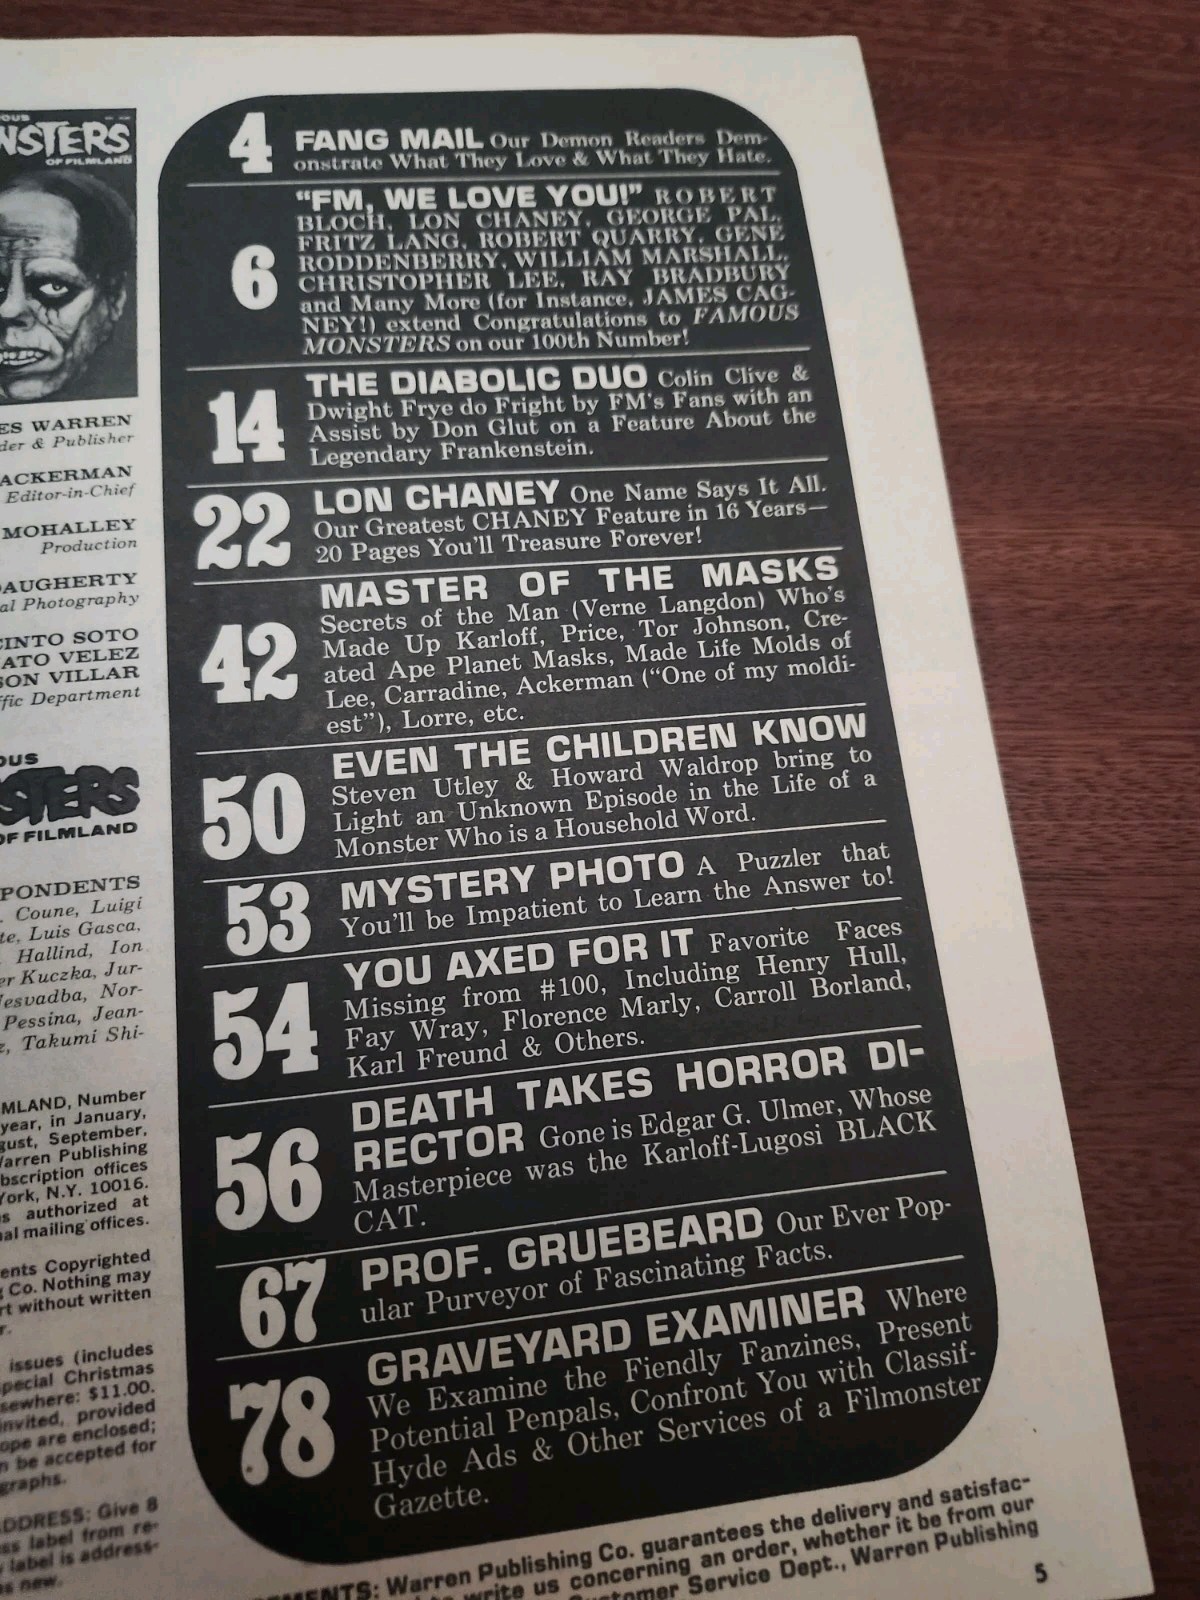 NSTERS
OF FILMLAND
ES WARREN
der & Publisher
ACKERMAN
Editor-in-Chief
MOHALLEY
Production
DAUGHERTY
al Photography
CINTO SOTO
ATO VELEZ
SON VILLAR
ffic Department
OUS
STERS
OF FILMLAND
PONDENTS
. Coune, Luigi
te, Luis Gasca,
. Hallind, Ion
er Kuczka, Jur-
Nesvadba, Nor-
Pessina, Jean-
z, Takumi Shi-
MLAND, Number
year, in January,
gust, September,
Warren Publishing
bscription offices
York, N.Y. 10016.
s authorized at
nal mailing offices.
ents Copyrighted
g Co. Nothing may
rt without written
r.
issues (includes
pecial Christmas
sewhere: $11.00.
invited, provided
ope are enclosed;
n be accepted for
graphs.
DDRESS: Give 8
ss label from re-
label is address-
s new.
4 FANG MAIL Our Demon Readers Dem-
onstrate What They Love & What They Hate.
6 "FM, WE LOVE YOU!" ROBERT
BLOCH, LON CHANEY, GEORGE PAL,
FRITZ LANG, ROBERT QUARRY, GENE
RODDENBERRY, WILLIAM MARSHALL,
CHRISTOPHER LEE, RAY BRADBURY
and Many More (for Instance, JAMES CAG-
NEY!) extend Congratulations to FAMOUS
MONSTERS on our 100th Number!
14 THE DIABOLIC DUO Colin Clive &
Dwight Frye do Fright by FM's Fans with an
Assist by Don Glut on a Feature About the
Legendary Frankenstein.
22 LON CHANEY One Name Says It All.
Our Greatest CHANEY Feature in 16 Years—
20 Pages You'll Treasure Forever!
42 MASTER OF THE MASKS
Secrets of the Man (Verne Langdon) Who's
Made Up Karloff, Price, Tor Johnson, Cre-
ated Ape Planet Masks, Made Life Molds of
Lee, Carradine, Ackerman ("One of my moldi-
est"), Lorre, etc.
50 EVEN THE CHILDREN KNOW
Steven Utley & Howard Waldrop bring to
Light an Unknown Episode in the Life of a
Monster Who is a Household Word.
53 MYSTERY PHOTO A Puzzler that
You'll be Impatient to Learn the Answer to!
54 YOU AXED FOR IT Favorite Faces
Missing from #100, Including Henry Hull,
Fay Wray, Florence Marly, Carroll Borland,
Karl Freund & Others.
56 DEATH TAKES HORROR DI-
RECTOR Gone is Edgar G. Ulmer, Whose
Masterpiece was the Karloff-Lugosi BLACK
CAT.
67 PROF. GRUEBEARD Our Ever Pop-
ular Purveyor of Fascinating Facts.
78 GRAVEYARD EXAMINER Where
We Examine the Fiendly Fanzines, Present
Potential Penpals, Confront You with Classif-
Hyde Ads & Other Services of a Filmonster
Gazette.
EMENTS: Warren Publishing Co. guarantees the delivery and satisfac-
write us concerning an order, whether it be from our
Customer Service Dept., Warren Publishing
5